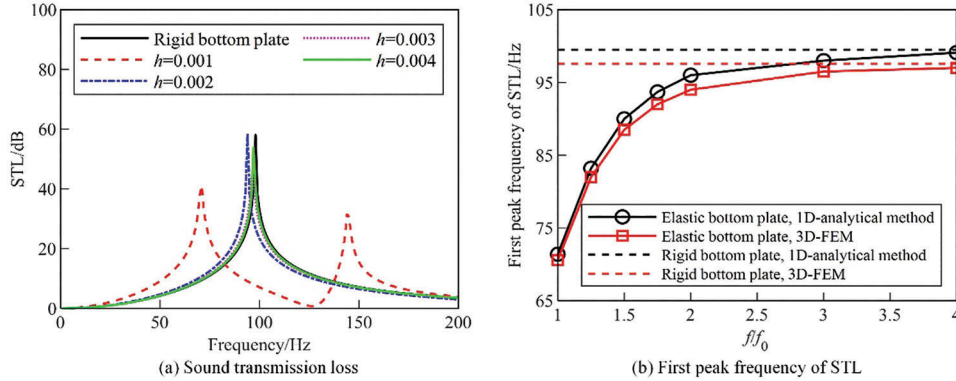 100
80
60
40
20
0
0
50
100
150
200
STL/dB
Frequency/Hz
Rigid bottom plate
h=0.001
h=0.002
h=0.003
h=0.004
(a) Sound transmission loss
105
95
85
75
65
1
1.5
2
2.5
3
3.5
4
First peak frequency of STL/Hz
f/f0
Elastic bottom plate, 1D-analytical method
Elastic bottom plate, 3D-FEM
Rigid bottom plate, 1D-analytical method
Rigid bottom plate, 3D-FEM
(b) First peak frequency of STL